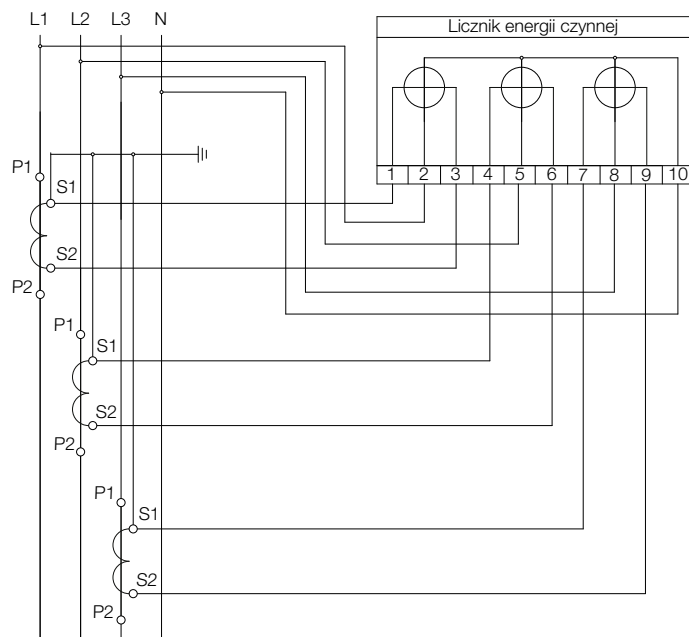 L1 L2 L3 N
Licznik energii czynnej
1 2 3 4 5 6 7 8 9 10
P1
S1
S2
P2
P1
S1
S2
P2
P1
S1
S2
P2